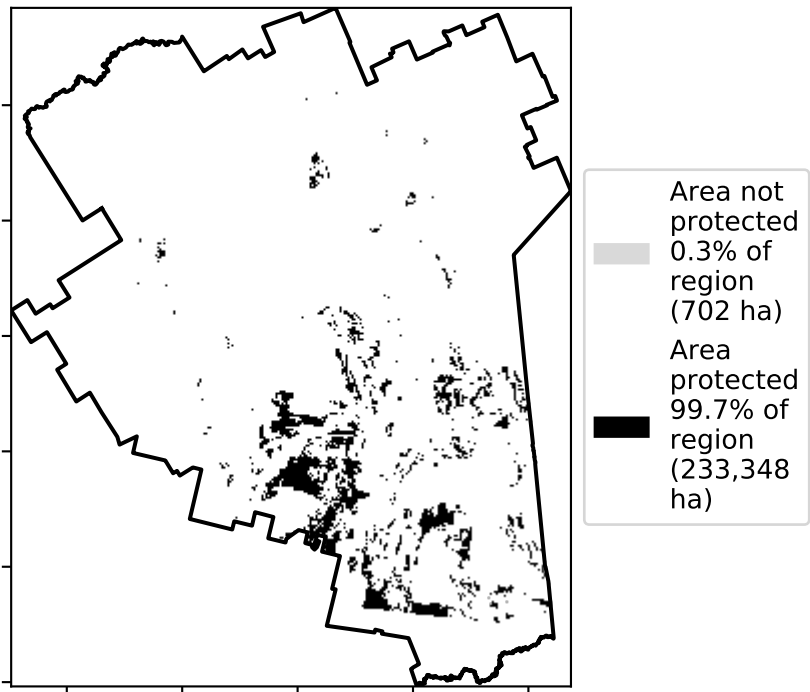 Area not
protected
0.3% of
region
(702 ha)
Area
protected
99.7% of
region
(233,348
ha)